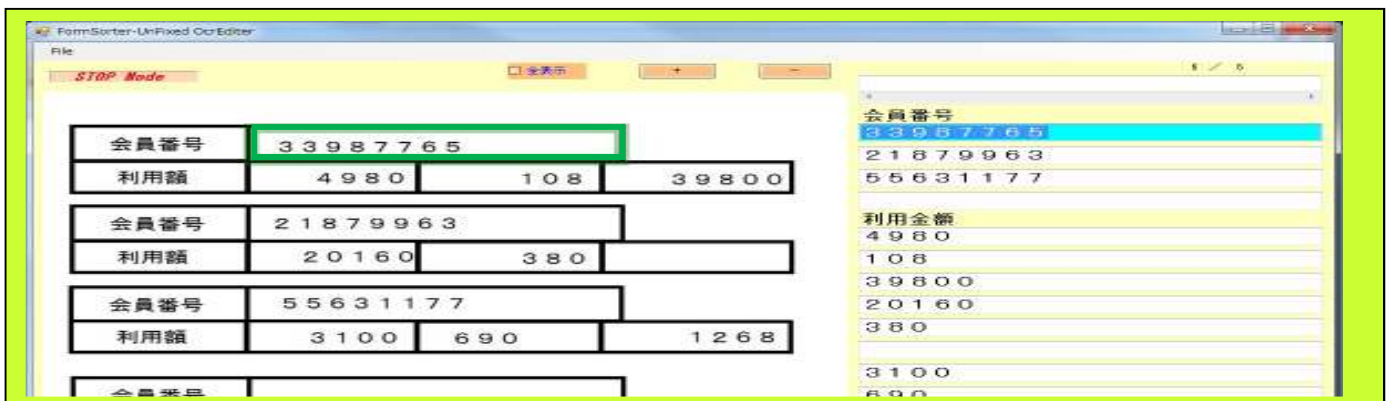 FormSorter-UnFixed OcrEditer
File
STOP Mode
全表示
+
-
会員番号 33987765
利用額 4980 108 39800
会員番号 21879963
利用額 20160 380
会員番号 55631177
利用額 3100 690 1268
会員番号
会員番号
33987765
21879963
55631177
利用金額
4980
108
39800
20160
380
3100
690